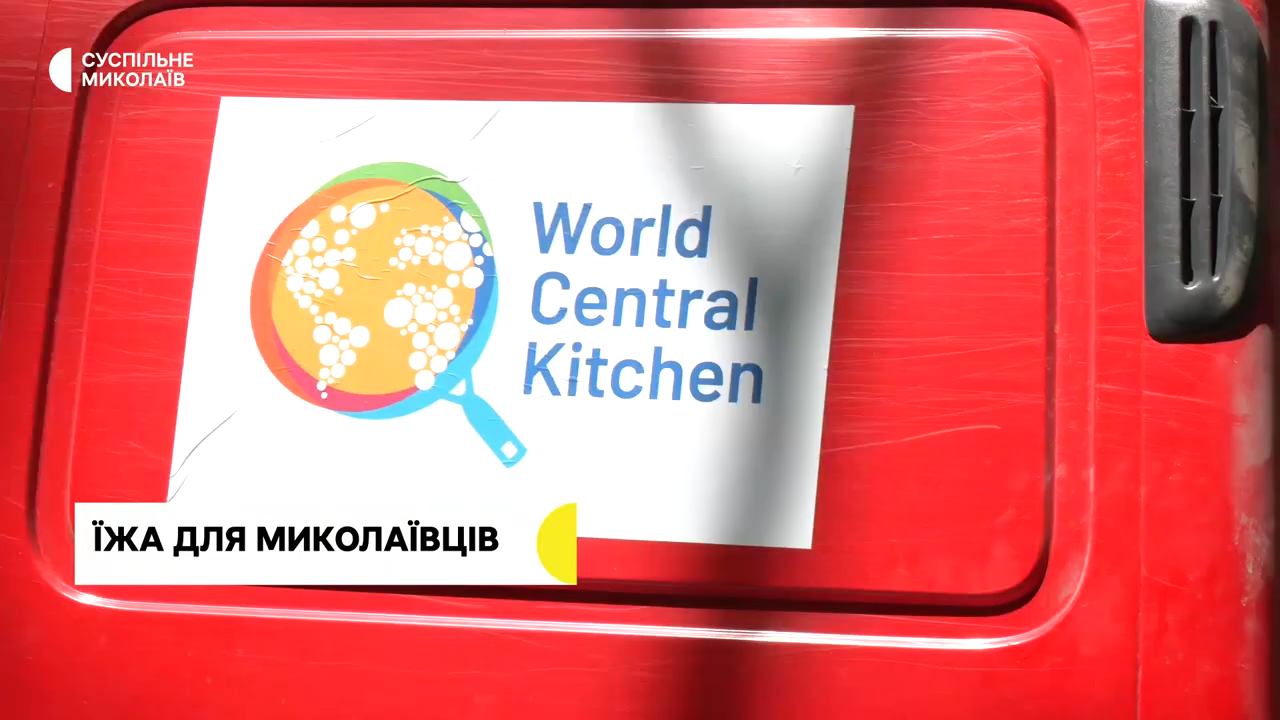 СУСПІЛЬНЕ
МИКОЛАЇВ
World
Central
Kitchen
ЇЖА ДЛЯ МИКОЛАЇВЦІВ